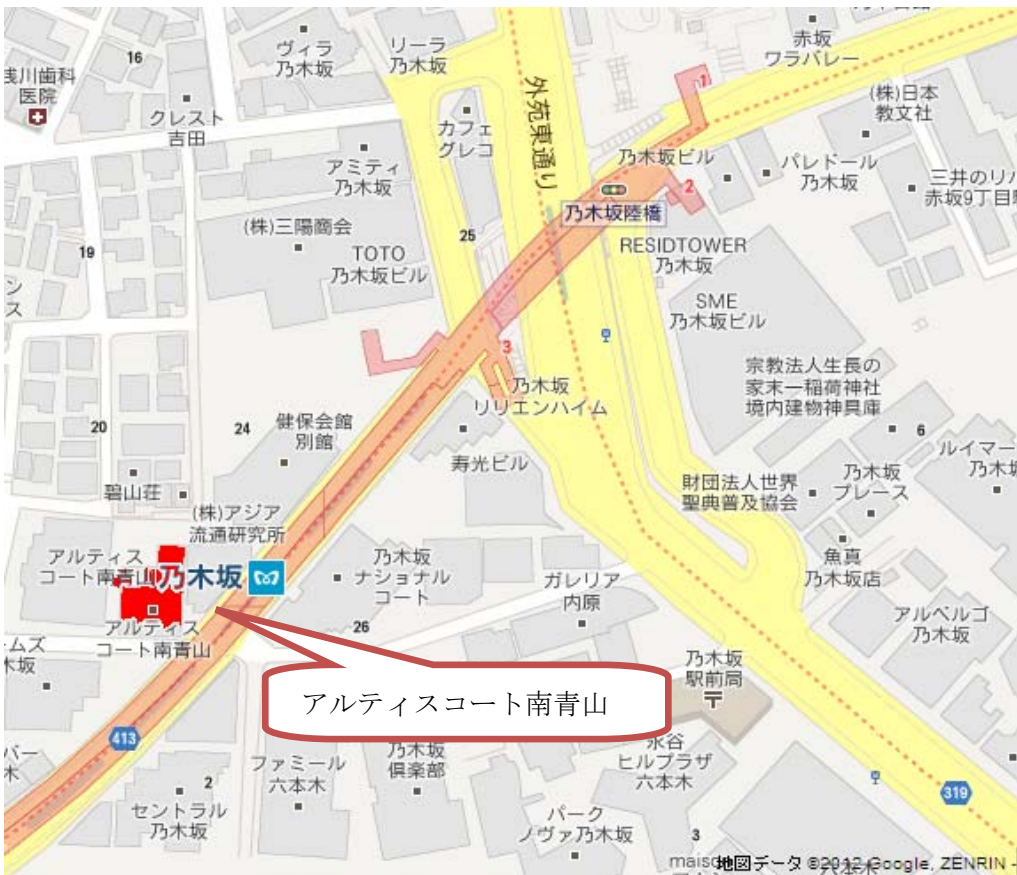 16
浅川歯科
医院
クレスト
吉田
ヴィラ
乃木坂
リーラ
乃木坂
カフェ
グレコ
外苑東通り
赤坂
ワラバレー
(株)日本
教文社
1
乃木坂ビル
パレドール
乃木坂
三井のリハ
赤坂9丁目
2
乃木坂陸橋
アミティ
乃木坂
(株)三陽商会
TOTO
乃木坂ビル
25
19
ン
ス
RESIDTOWER
乃木坂
SME
乃木坂ビル
3
乃木坂
リリエンハイム
宗教法人生長の
家末一稲荷神社
境内建物神具庫
6
ルイマー
乃木坂
20
24
健保会館
別館
寿光ビル
碧山荘
(株)アジア
流通研究所
財団法人世界
聖典普及協会
乃木坂
プレース
魚真
乃木坂店
アルティス
コート南青山
乃木坂
乃木坂
ナショナル
コート
ガレリア
内原
アルベルゴ
乃木坂
アルティス
コート南青山
26
ムズ
木坂
アルティスコート南青山
乃木坂
駅前局
413
バー
木
ファミール
六本木
乃木坂
倶楽部
永谷
ヒルプラザ
六本木
319
2
セントラル
乃木坂
パーク
ノヴァ乃木坂
3
地図データ ©2012 Google, ZENRIN -